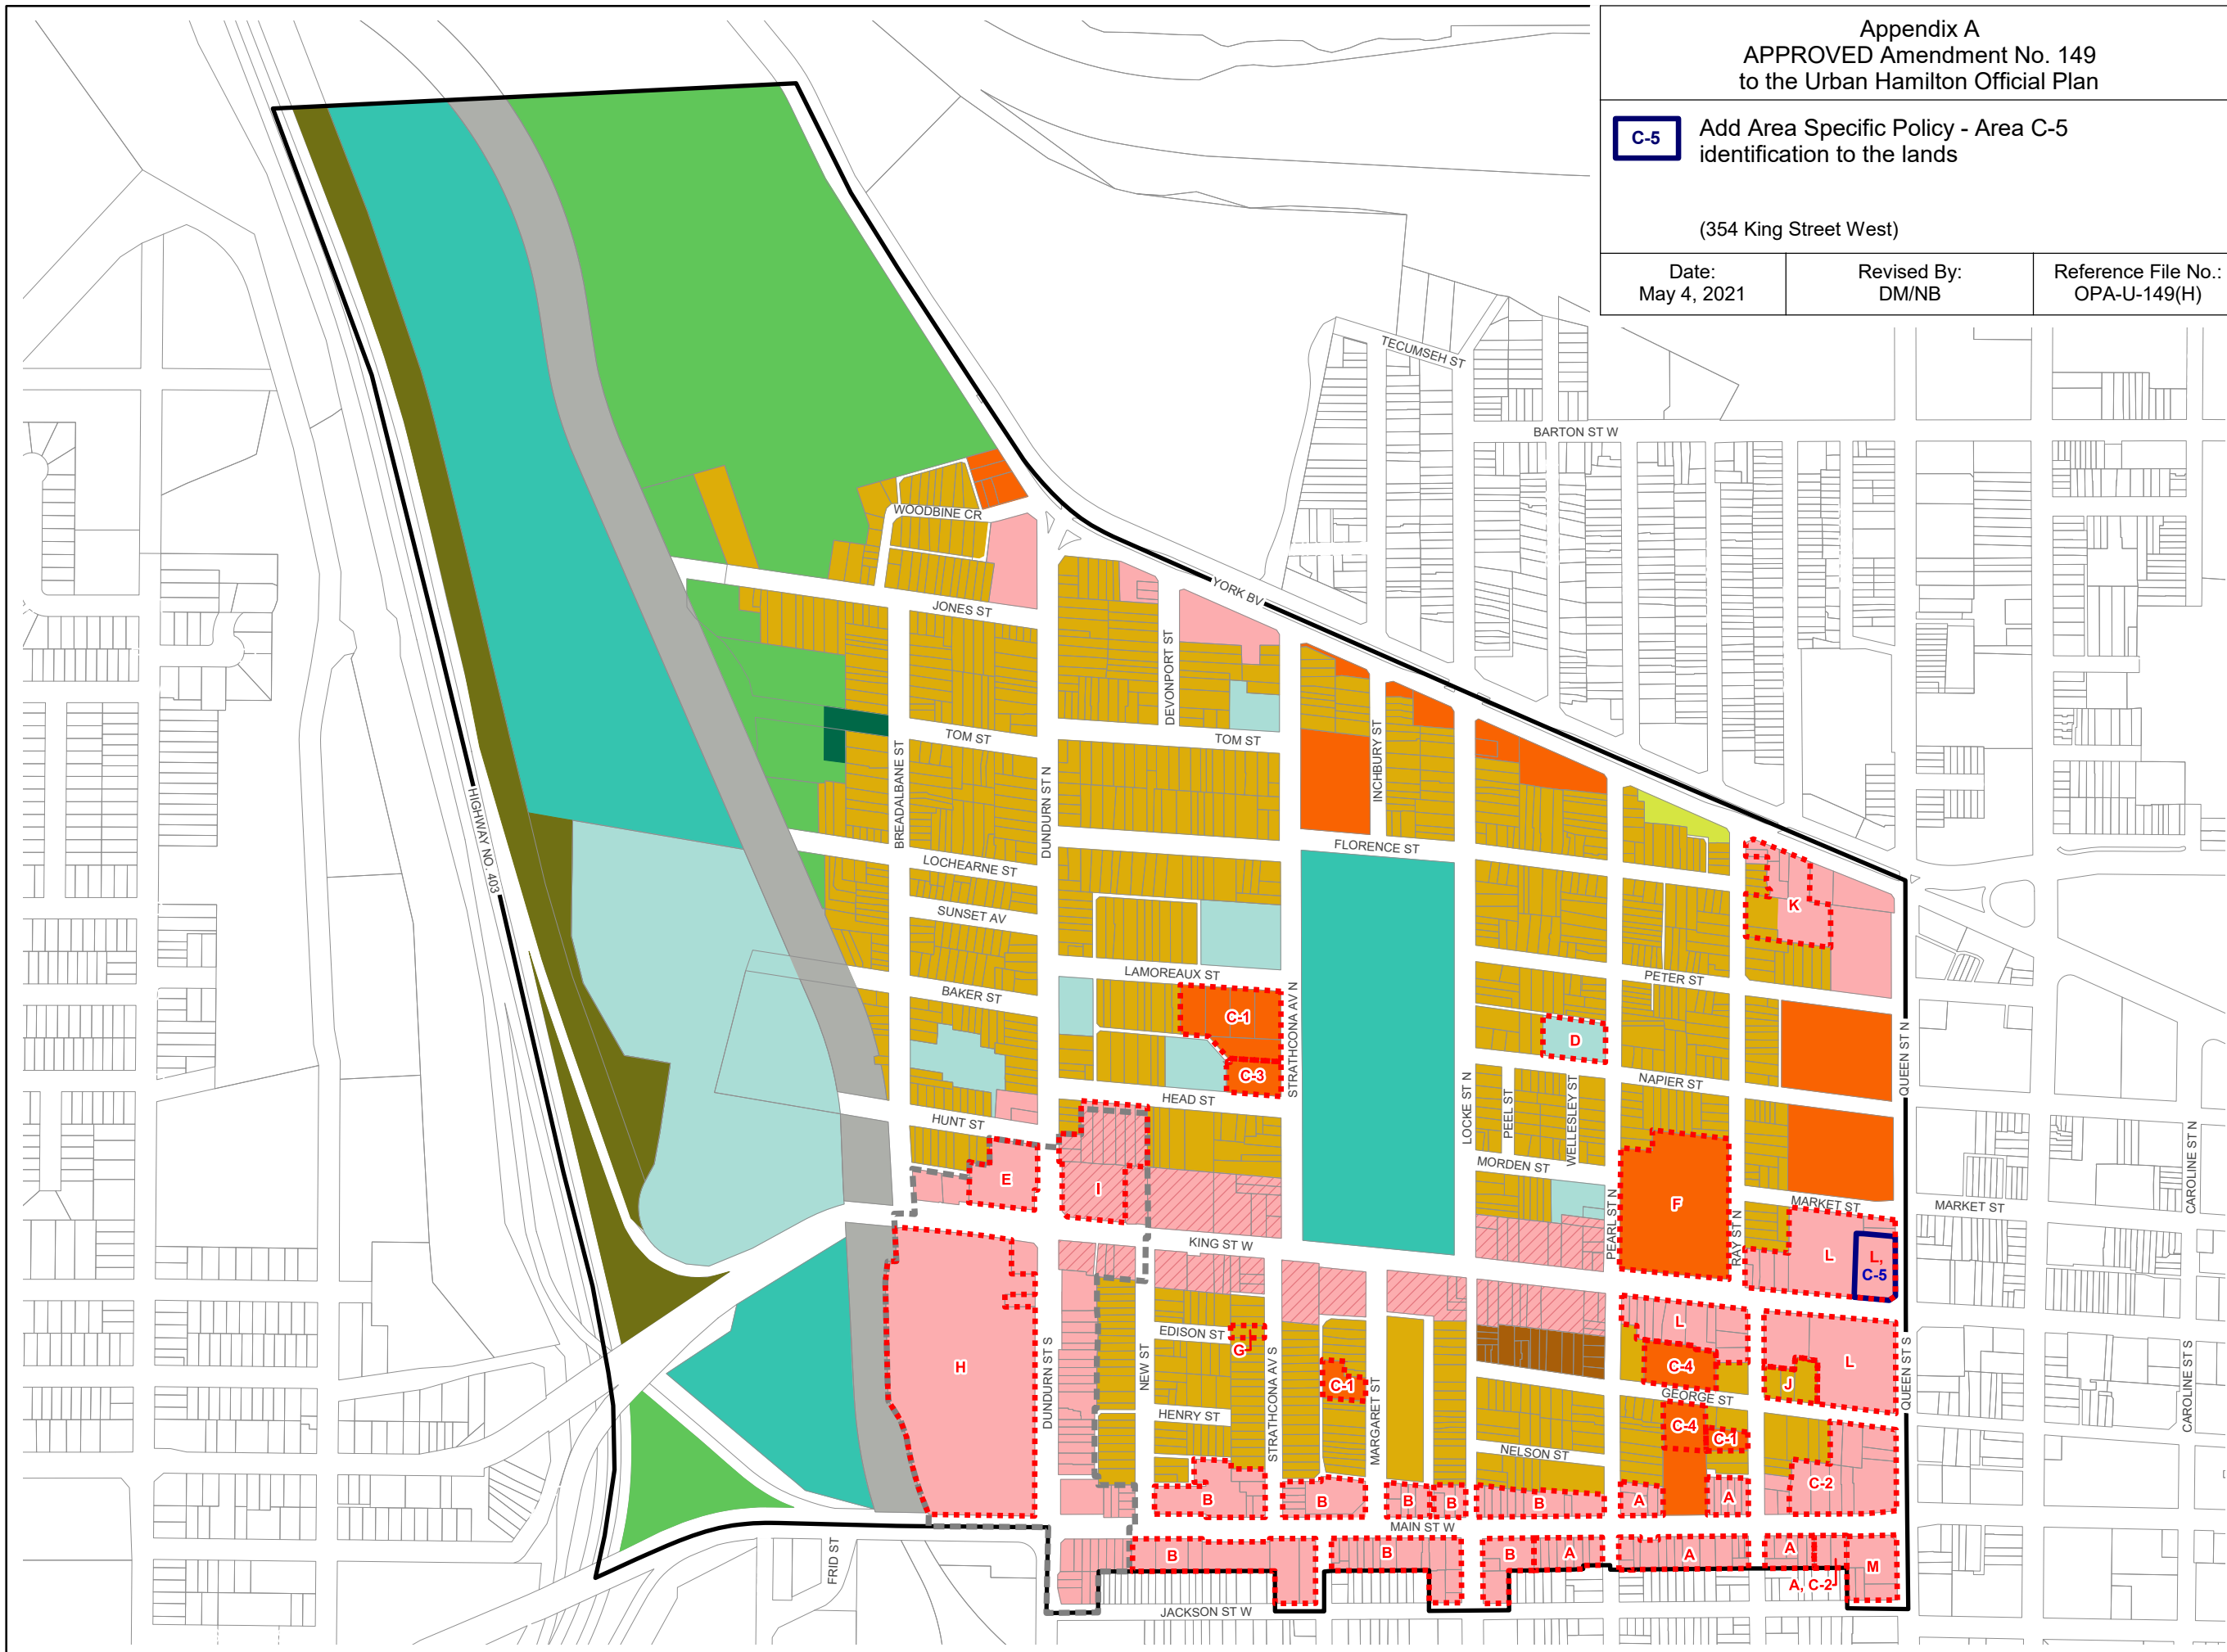 Appendix A
APPROVED Amendment No. 149
to the Urban Hamilton Official Plan
C-5
Add Area Specific Policy - Area C-5
identification to the lands
(354 King Street West)
Date:
May 4, 2021
Revised By:
DM/NB
Reference File No.:
OPA-U-149(H)
TECUMSEH ST
BARTON ST W
WOODBINE CR
YORK BV
JONES ST
DEVONPORT ST
TOM ST
TOM ST
INCHBURY ST
BREADALBANE ST
DUNDURN ST N
HIGHWAY NO. 403
FLORENCE ST
LOCHEARNE ST
SUNSET AV
K
LAMOREAUX ST
PETER ST
BAKER ST
C-1
STRATHCONA AV N
D
QUEEN ST N
C-3
NAPIER ST
HEAD ST
LOCKE ST N
PEEL ST
WELLESLEY ST
HUNT ST
CAROLINE ST N
MORDEN ST
E
I
F
MARKET ST
MARKET ST
PEARL ST N
RAY ST N
KING ST W
L
L,
C-5
L
EDISON ST
G
H
NEW ST
DUNDURN ST S
STRATHCONA AV S
C-1
MARGARET ST
C-4
L
J
QUEEN ST S
CAROLINE ST S
GEORGE ST
HENRY ST
C-4
C-1
NELSON ST
C-2
B
B
B
B
B
A
A
MAIN ST W
FRID ST
B
B
B
A
A
A
M
A, C-2
JACKSON ST W